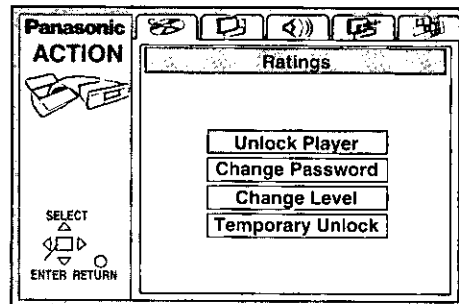 Panasonic
ACTION
Ratings
Unlock Player
Change Password
Change Level
Temporary Unlock
SELECT
ENTER RETURN